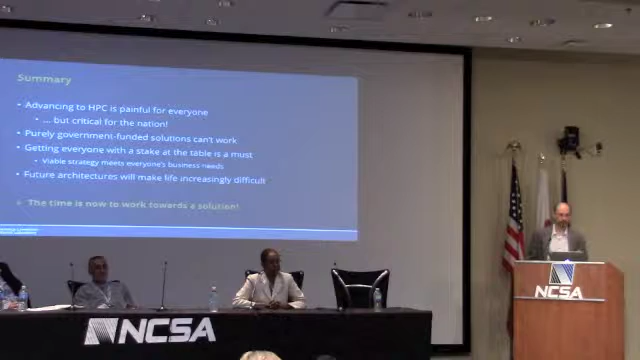 Summary
• Advancing to HPC is painful for everyone
• ... but critical for the nation!
• Purely government-funded solutions can't work
• Getting everyone with a stake at the table is a must
• Viable strategy meets everyone's business needs
• Future architectures will make life increasingly difficult
• The time is now to work towards a solution!
NCSA
NCSA